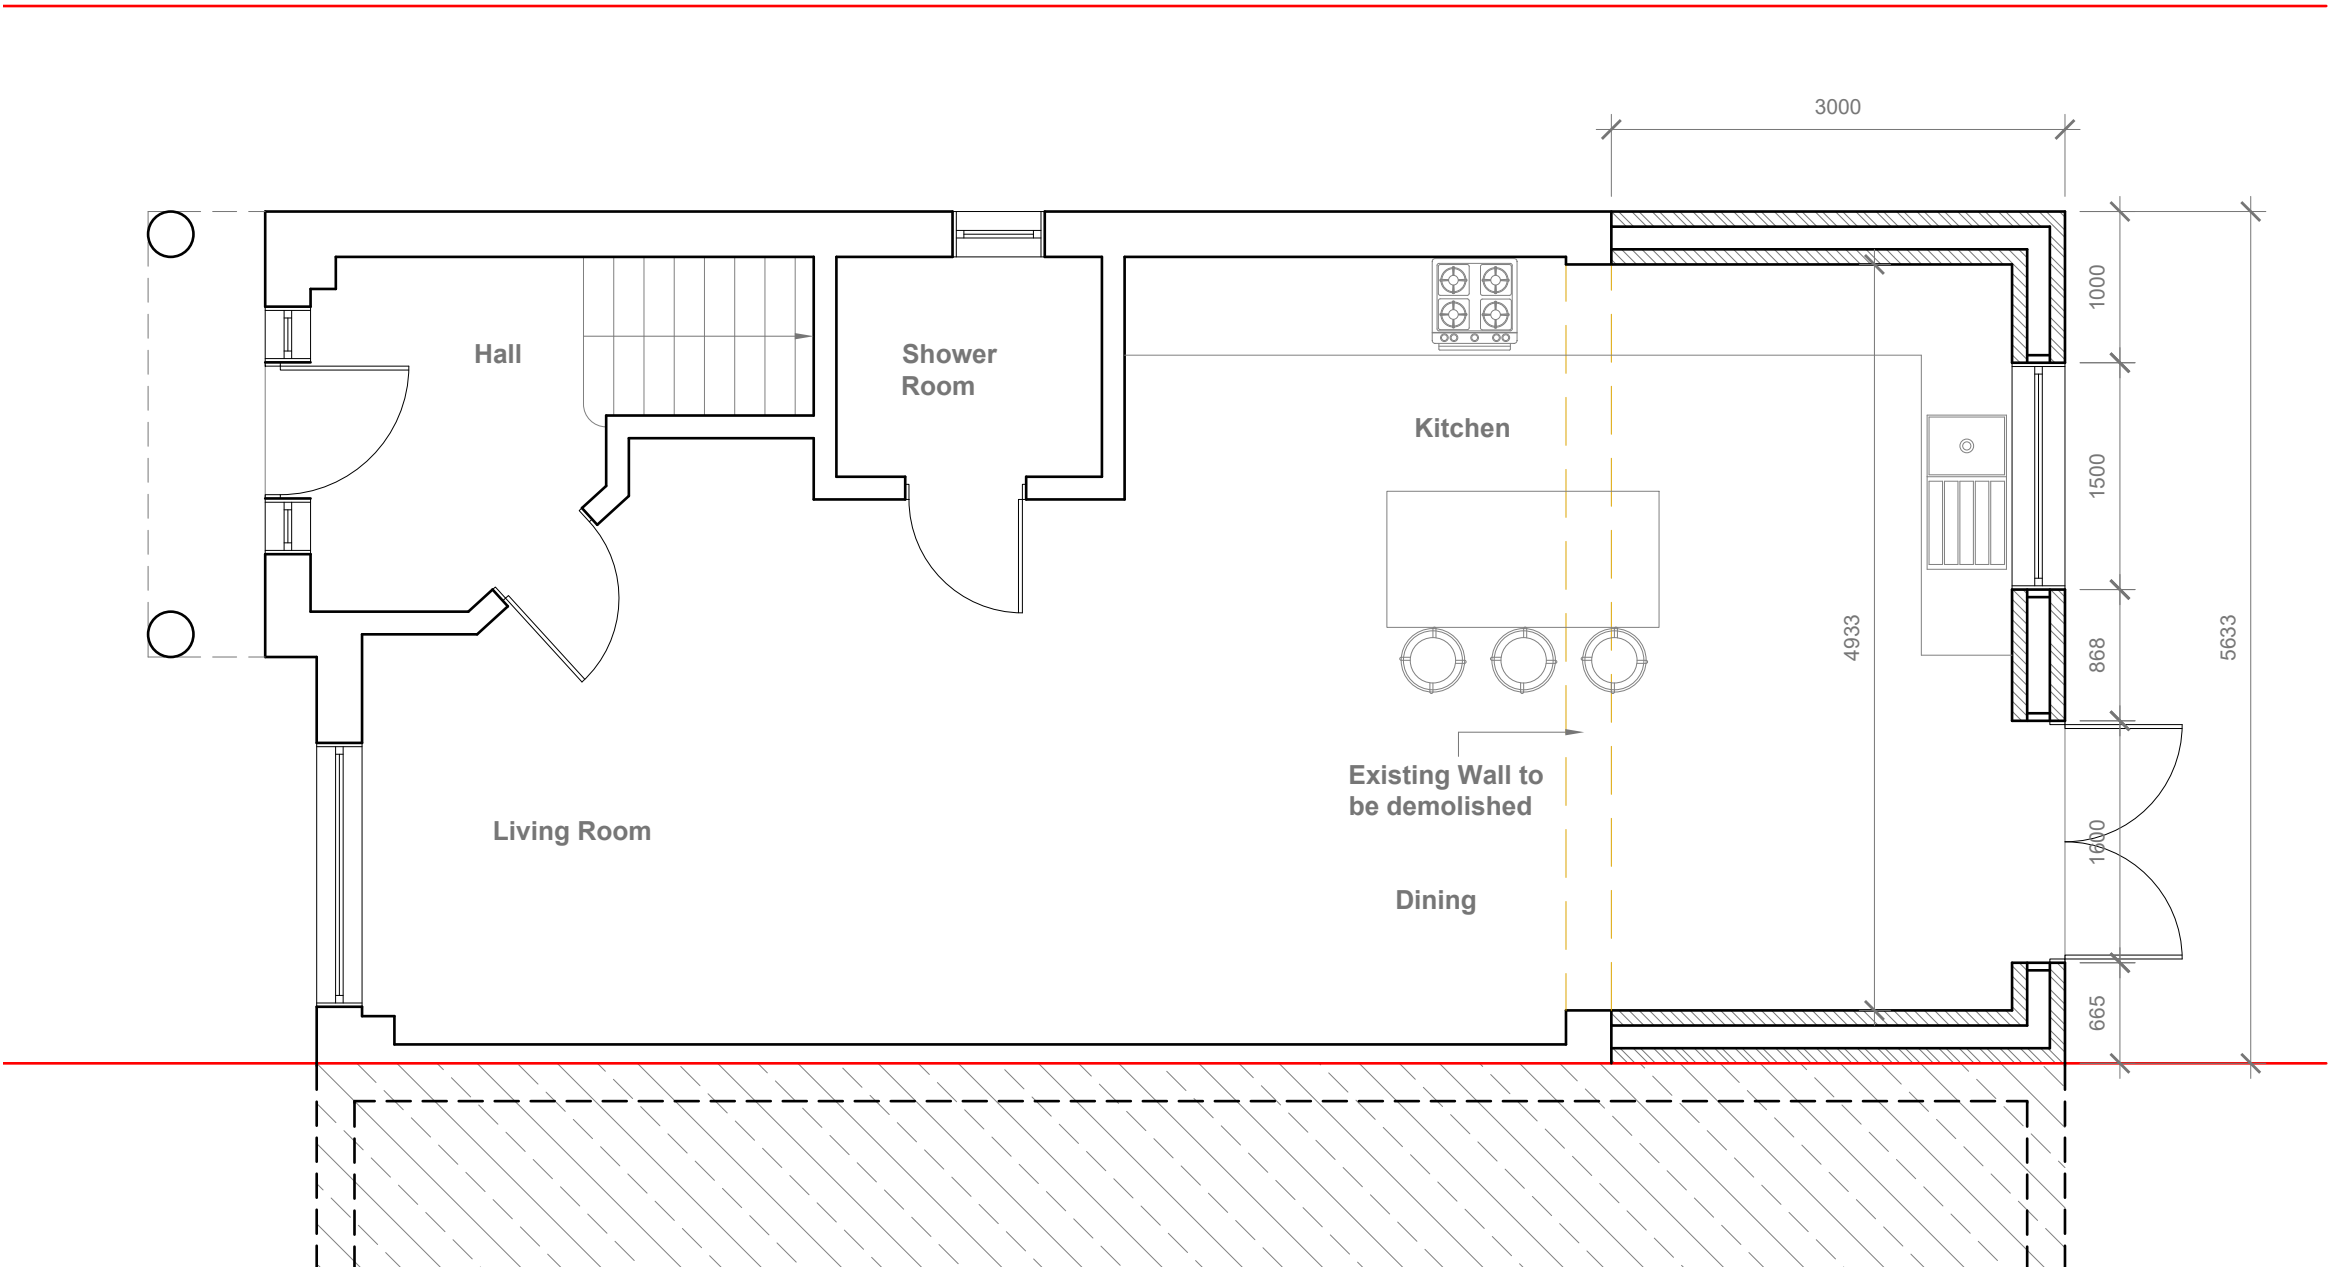 3000
1000
Hall
Shower
Room
Kitchen
1500
4933
868
5633
Existing Wall to
be demolished
Living Room
1600
Dining
665